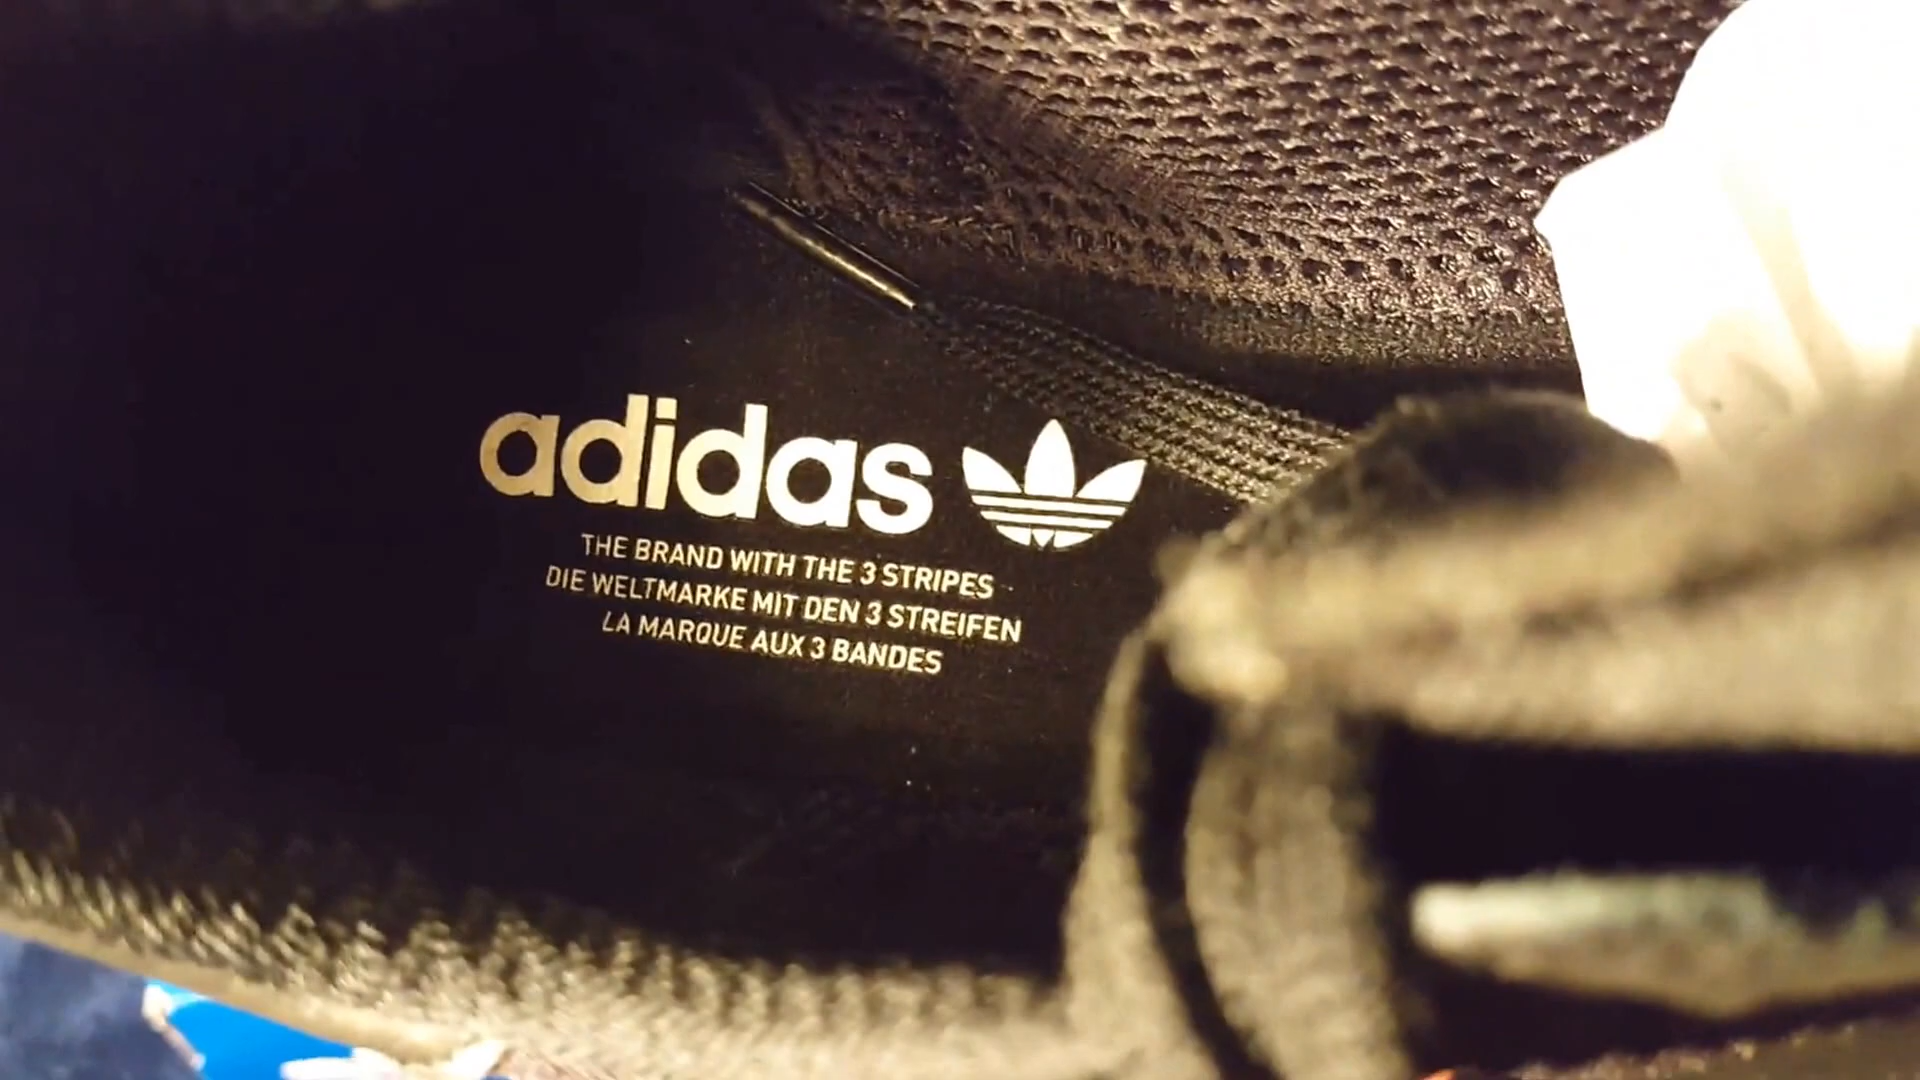 adidas
THE BRAND WITH THE 3 STRIPES
DIE WELTMARKE MIT DEN 3 STREIFEN
LA MARQUE AUX 3 BANDES